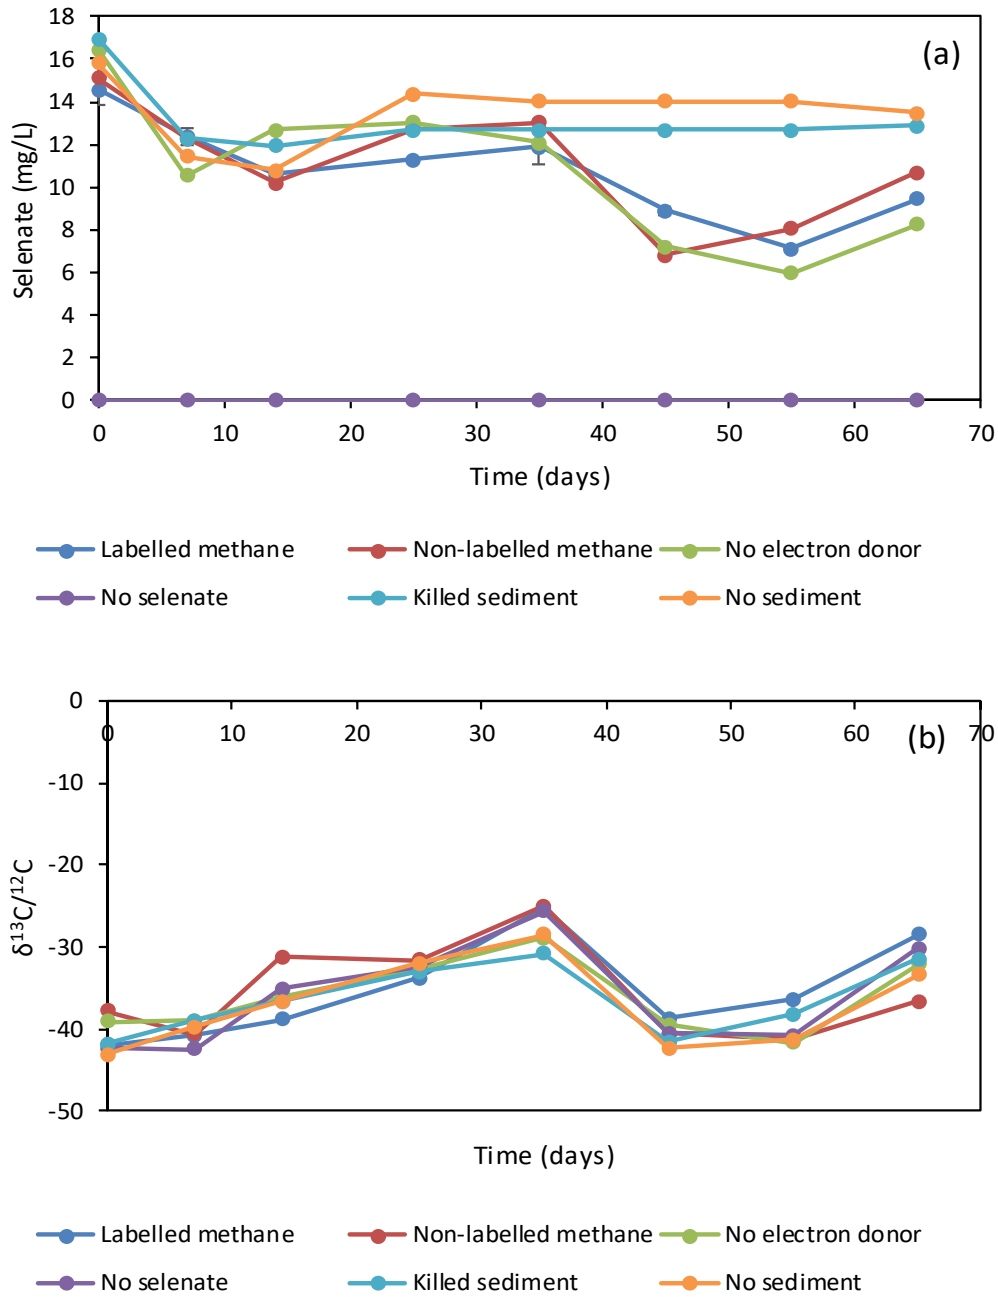 18
16
14
12
10
8
6
4
2
0
Selenate (mg/L)
(a)
0 10 20 30 40 50 60 70
Time (days)
Labelled methane Non-labelled methane No electron donor
No selenate Killed sediment No sediment
0
-10
-20
-30
-40
-50
δ¹³C/¹²C
0 10 20 30 40 50 60 70
(b)
Time (days)
Labelled methane Non-labelled methane No electron donor
No selenate Killed sediment No sediment